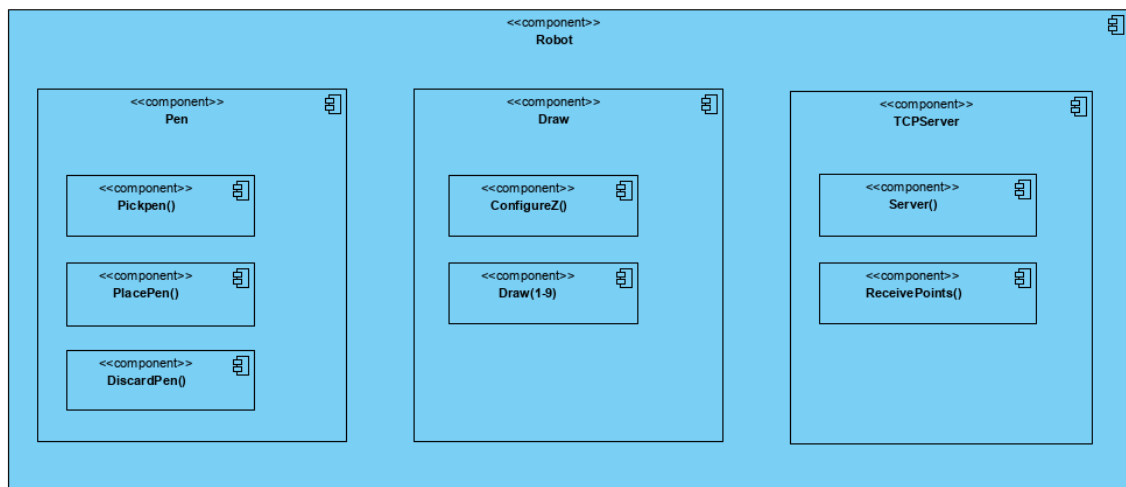 <<component>>
Robot
<<component>>
Pen
<<component>>
Pickpen()
<<component>>
PlacePen()
<<component>>
DiscardPen()
<<component>>
Draw
<<component>>
ConfigureZ()
<<component>>
Draw(1-9)
<<component>>
TCPServer
<<component>>
Server()
<<component>>
ReceivePoints()